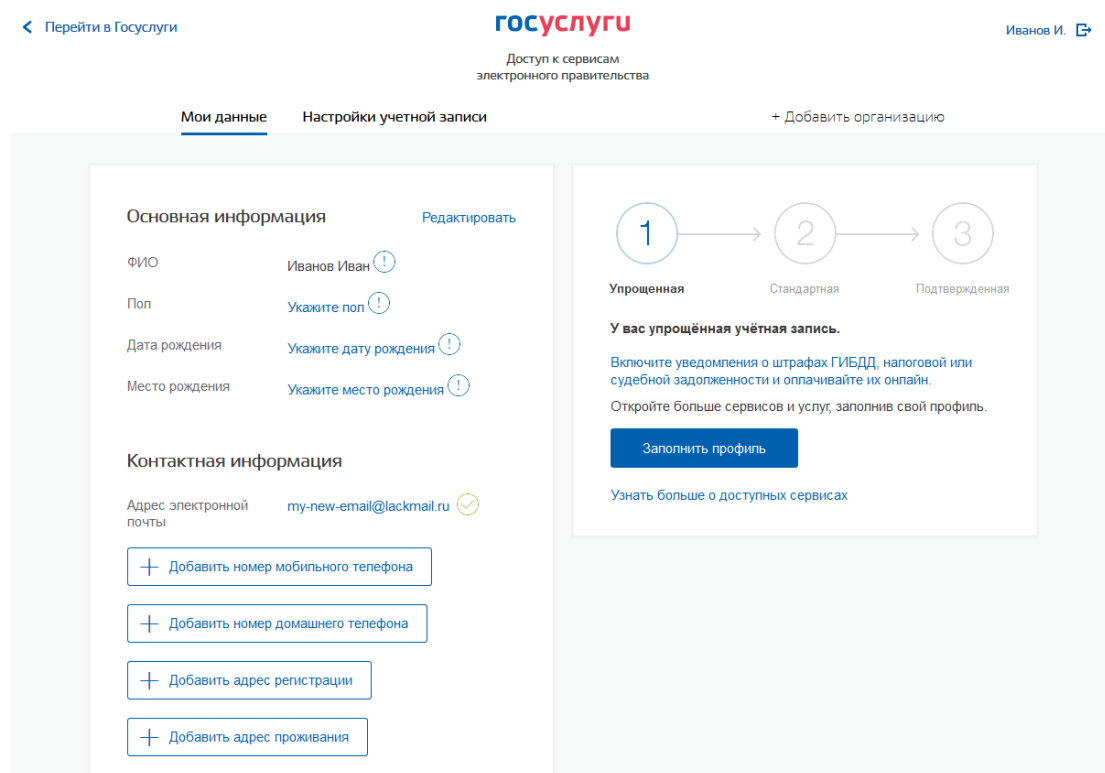 Перейти в Госуслуги
госуслуги
Иванов И.
Доступ к сервисам
электронного правительства
Мои данные
Настройки учетной записи
+ Добавить организацию
Основная информация
Редактировать
ФИО
Иванов Иван
Пол
Укажите пол
Дата рождения
Укажите дату рождения
Место рождения
Укажите место рождения
Контактная информация
Адрес электронной
почты
my-new-email@lackmail.ru
Добавить номер мобильного телефона
Добавить номер домашнего телефона
Добавить адрес регистрации
Добавить адрес проживания
1
2
3
Упрощенная
Стандартная
Подтвержденная
У вас упрощённая учётная запись.
Включите уведомления о штрафах ГИБДД, налоговой или
судебной задолженности и оплачивайте их онлайн.
Откройте больше сервисов и услуг, заполнив свой профиль.
Заполнить профиль
Узнать больше о доступных сервисах